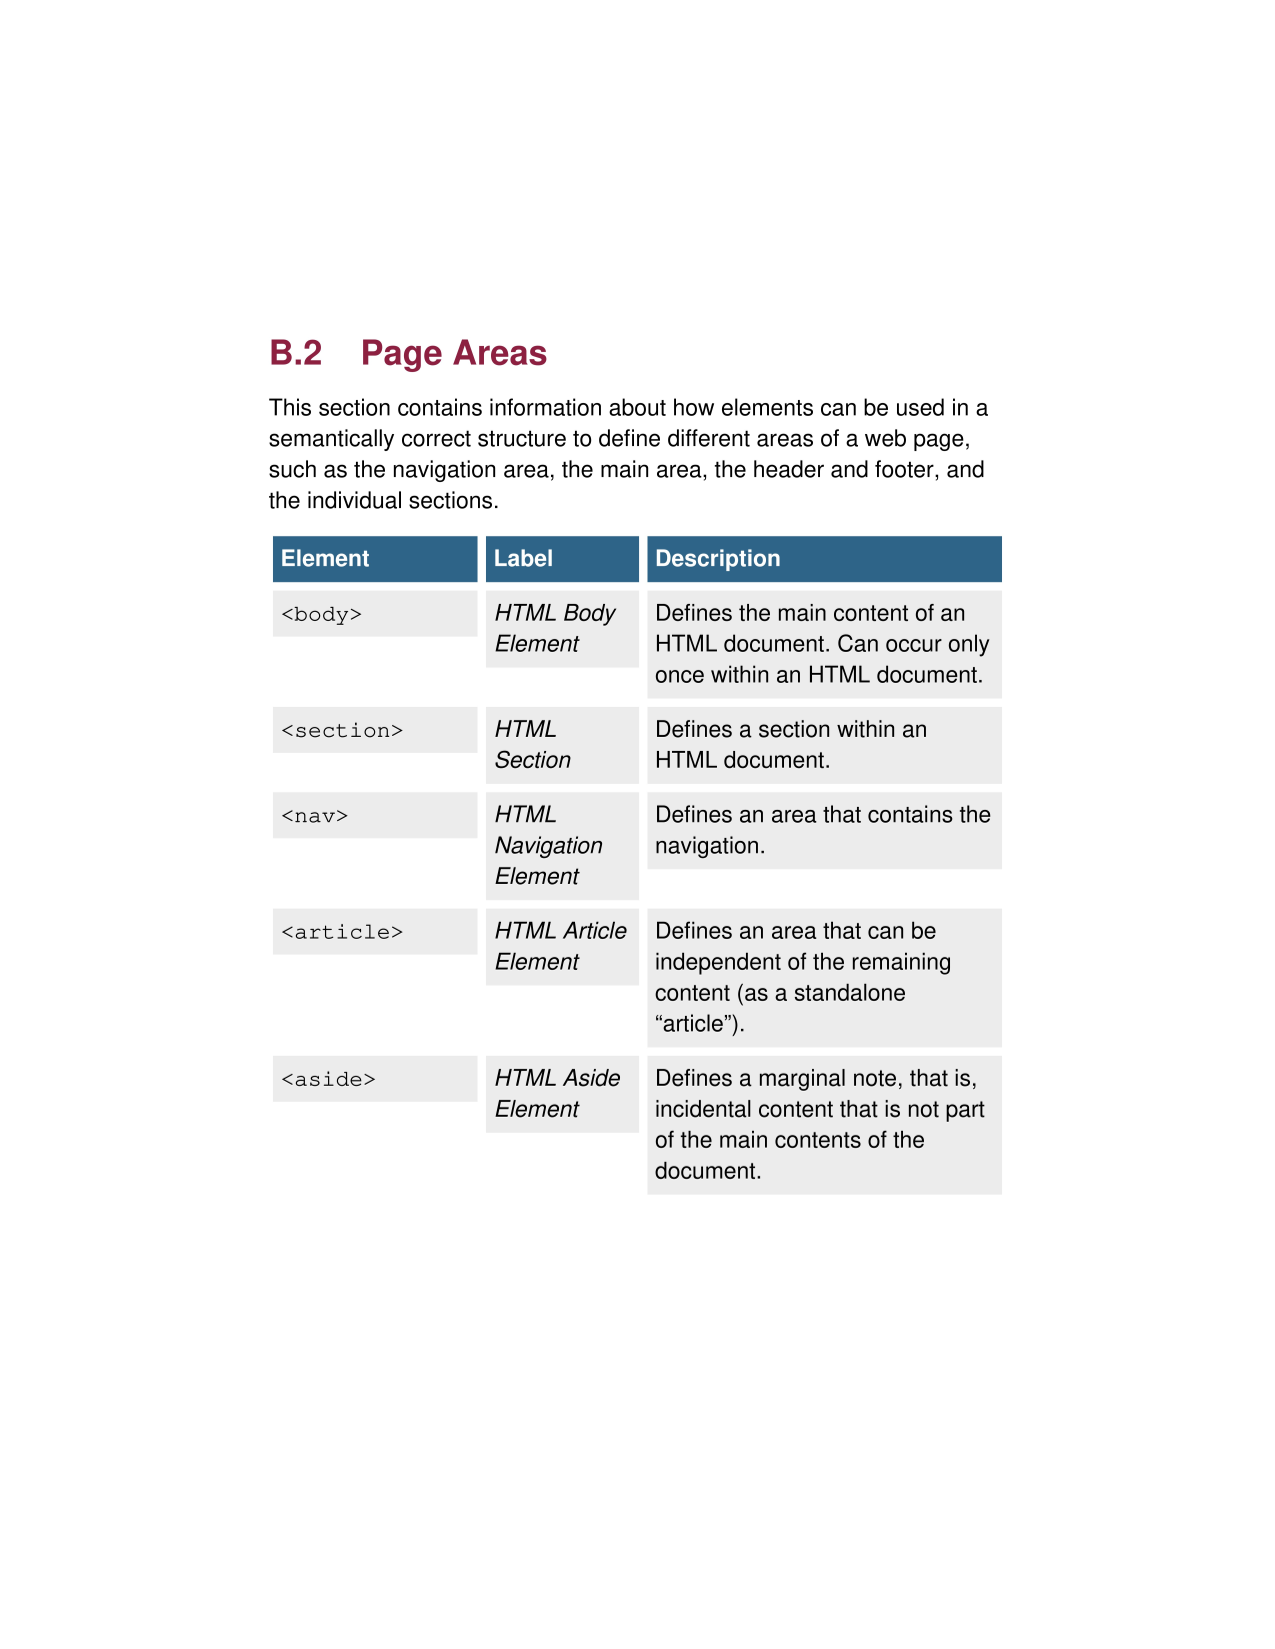 B.2 Page Areas
This section contains information about how elements can be used in a
semantically correct structure to define different areas of a web page,
such as the navigation area, the main area, the header and footer, and
the individual sections.
Element Label Description
<body> HTML Body Defines the main content of an
Element HTML document. Can occur only
once within an HTML document.
<section> HTML Defines a section within an
Section HTML document.
<nav> HTML Defines an area that contains the
Navigation navigation.
Element
<article> HTML Article Defines an area that can be
Element independent of the remaining
content (as a standalone
“article”).
<aside> HTML Aside Defines a marginal note, that is,
Element incidental content that is not part
of the main contents of the
document.